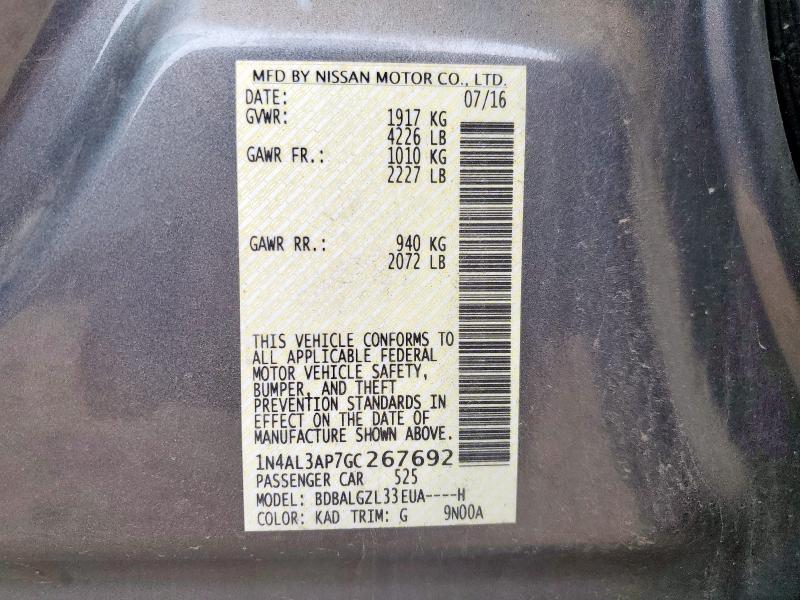 MFD BY NISSAN MOTOR CO., LTD.
DATE: 07/16
GVWR: 1917 KG
4226 LB
GAWR FR.: 1010 KG
2227 LB
GAWR RR.: 940 KG
2072 LB
THIS VEHICLE CONFORMS TO
ALL APPLICABLE FEDERAL
MOTOR VEHICLE SAFETY,
BUMPER, AND THEFT
PREVENTION STANDARDS IN
EFFECT ON THE DATE OF
MANUFACTURE SHOWN ABOVE.
1N4AL3AP7GC267692
PASSENGER CAR 525
MODEL: BDBALGZL33EUA----H
COLOR: KAD TRIM: G 9N00A